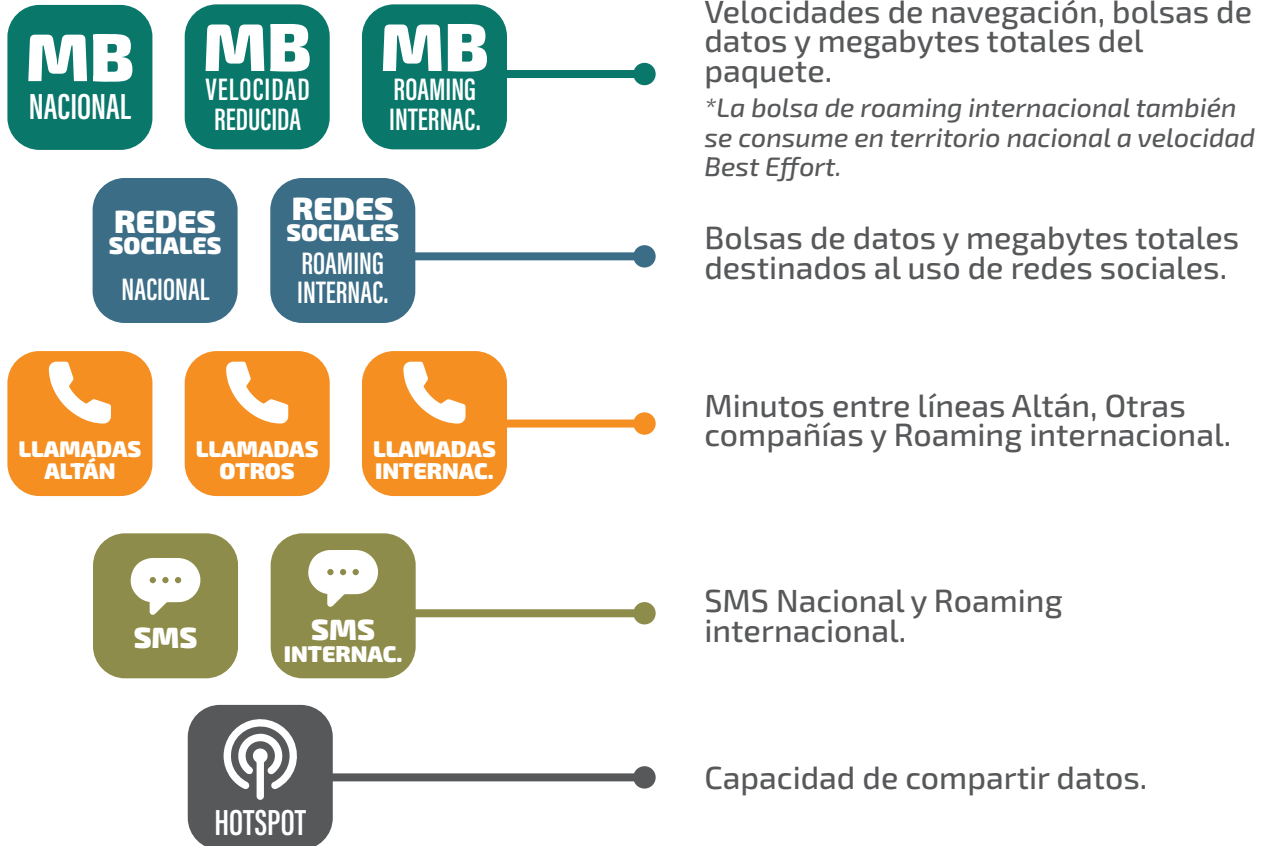 MB
NACIONAL
MB
VELOCIDAD
REDUCIDA
MB
ROAMING
INTERNAC.
Velocidades de navegación, bolsas de
datos y megabytes totales del
paquete.
*La bolsa de roaming internacional también
se consume en territorio nacional a velocidad
Best Effort.
REDES
SOCIALES
NACIONAL
REDES
SOCIALES
ROAMING
INTERNAC.
Bolsas de datos y megabytes totales
destinados al uso de redes sociales.
LLAMADAS
ALTÁN
LLAMADAS
OTROS
LLAMADAS
INTERNAC.
Minutos entre líneas Altán, Otras
compañías y Roaming internacional.
SMS
SMS
INTERNAC.
SMS Nacional y Roaming
internacional.
HOTSPOT
Capacidad de compartir datos.